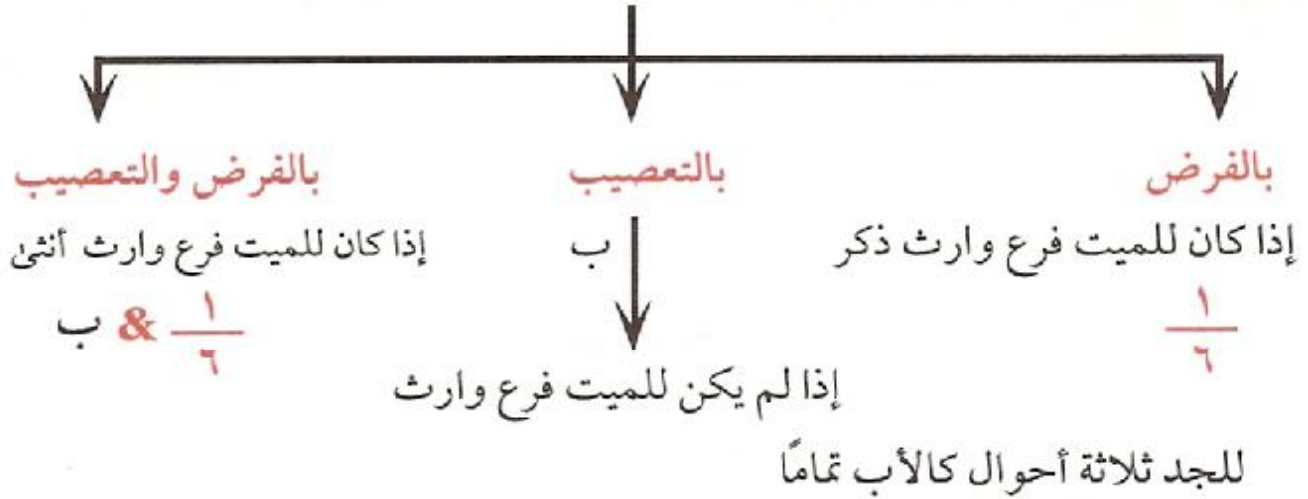 بالفرض
إذا كان للميت فرع وارث ذكر
١
٦
بالتعصيب
ب
إذا لم يكن للميت فرع وارث
بالفرض والتعصيب
إذا كان للميت فرع وارث أنثىٰ
١ & ب
٦
للجد ثلاثة أحوال كالأب تمامًا